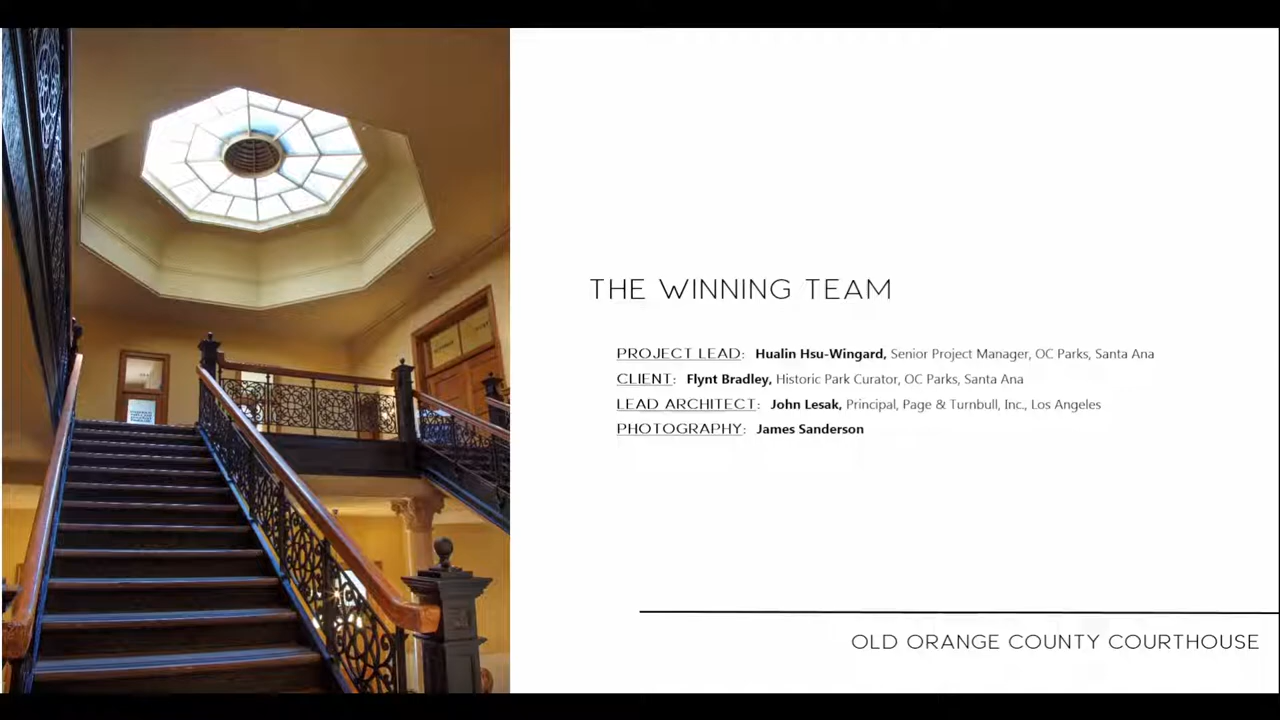 THE WINNING TEAM
PROJECT LEAD: Hualin Hsu-Wingard, Senior Project Manager, OC Parks, Santa Ana
CLIENT: Flynt Bradley, Historic Park Curator, OC Parks, Santa Ana
LEAD ARCHITECT: John Lesak, Principal, Page & Turnbull, Inc., Los Angeles
PHOTOGRAPHY: James Sanderson
OLD ORANGE COUNTY COURTHOUSE